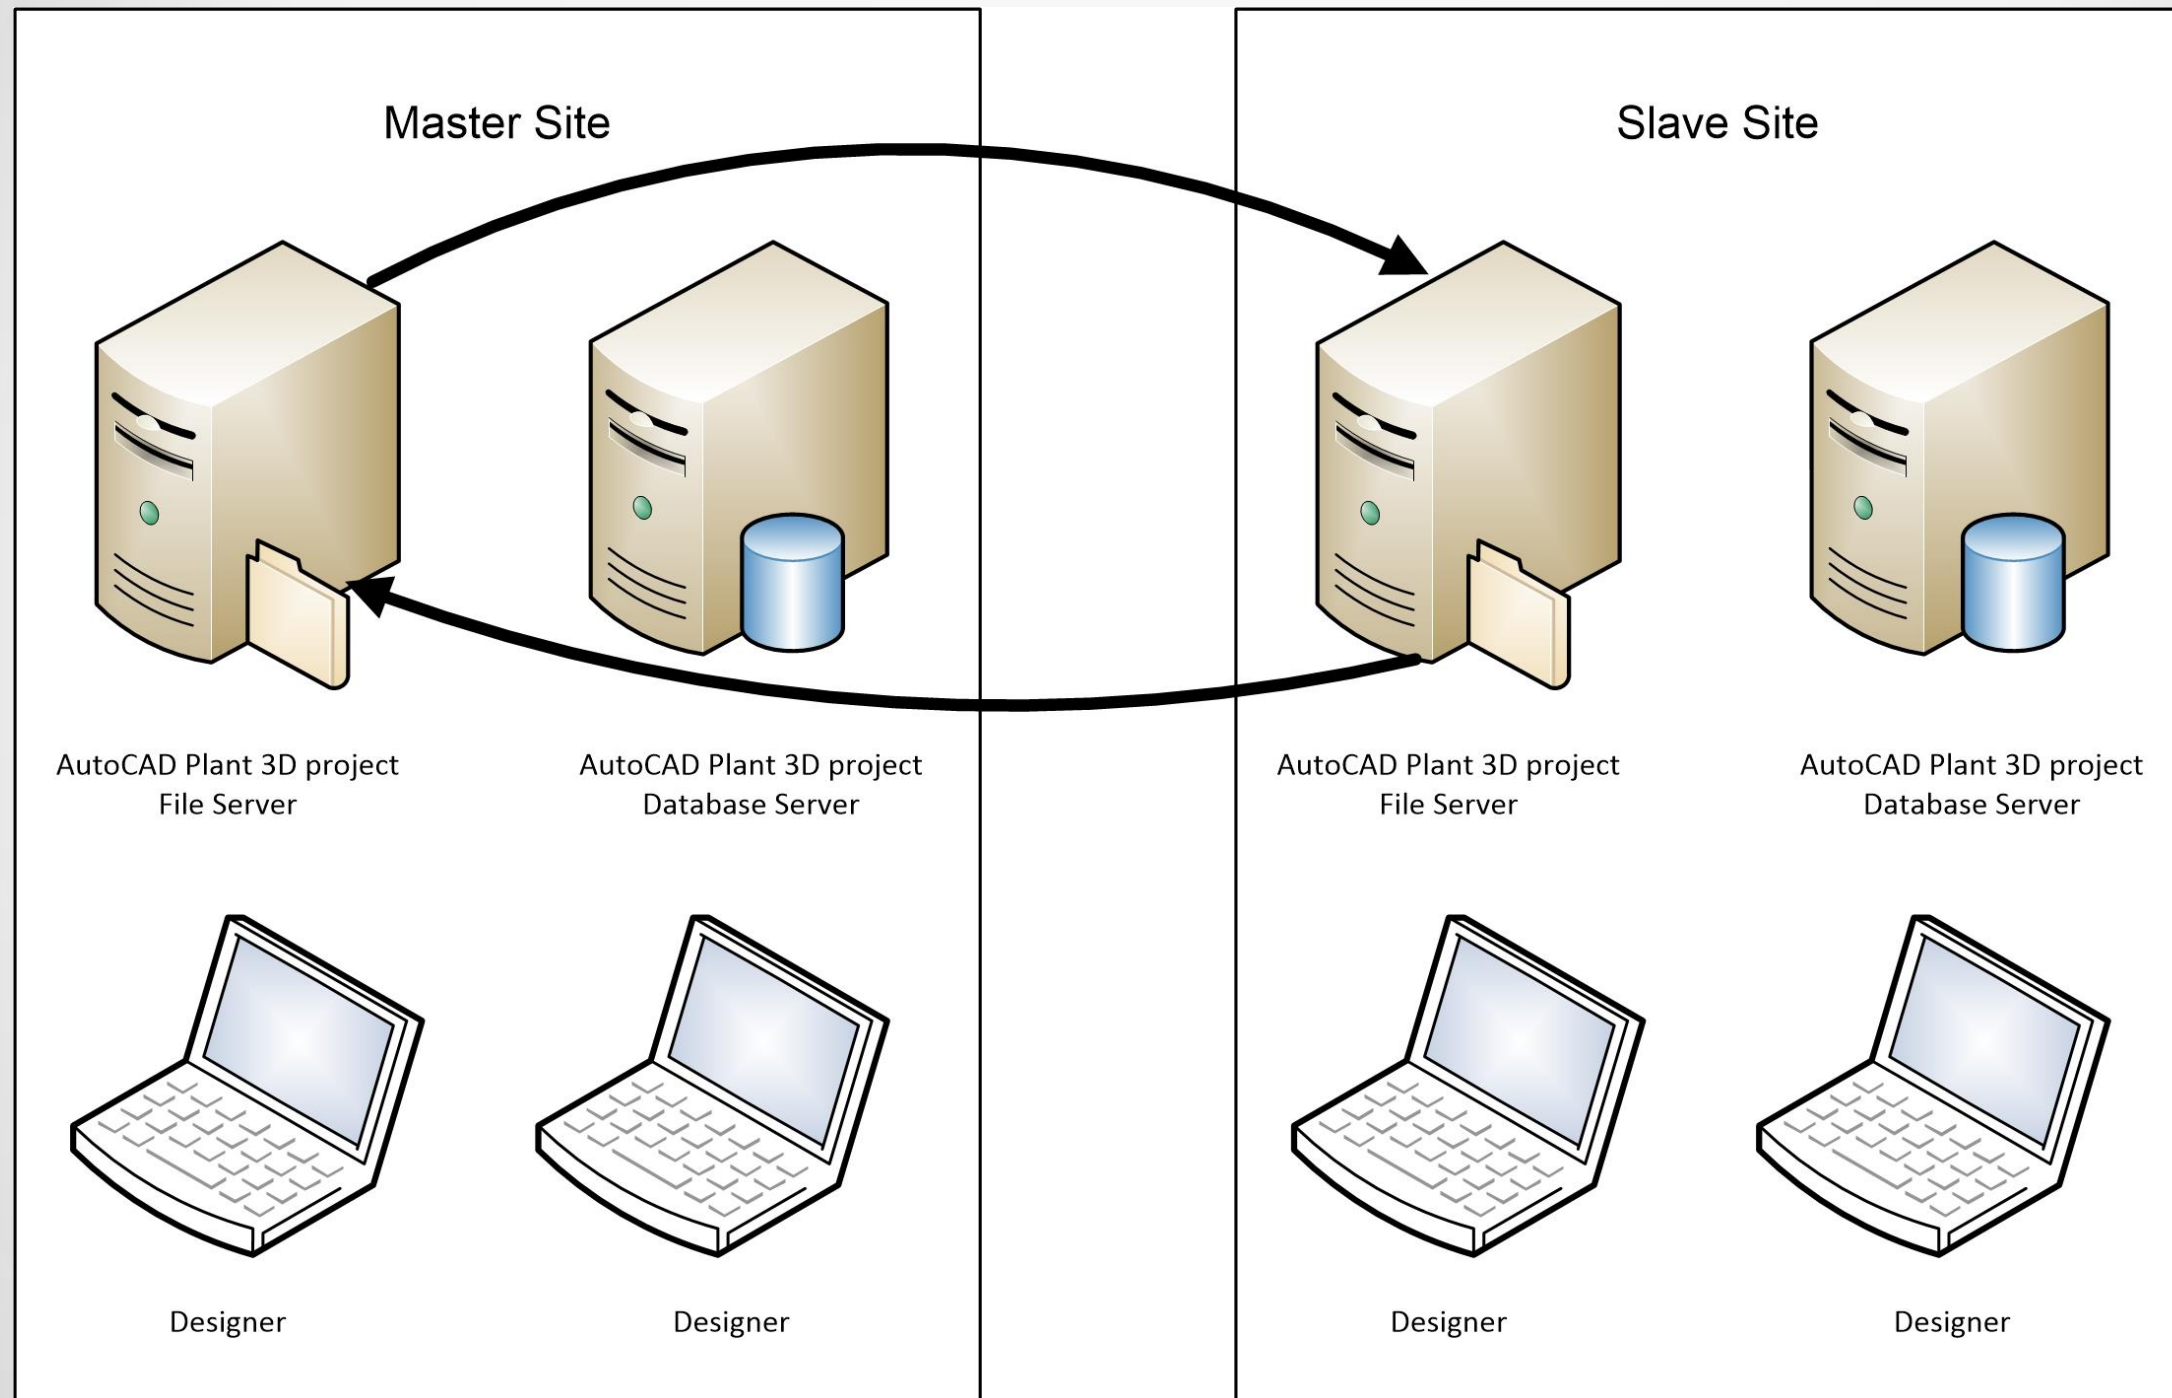 Master Site
Slave Site
AutoCAD Plant 3D project
File Server
AutoCAD Plant 3D project
Database Server
AutoCAD Plant 3D project
File Server
AutoCAD Plant 3D project
Database Server
Designer
Designer
Designer
Designer